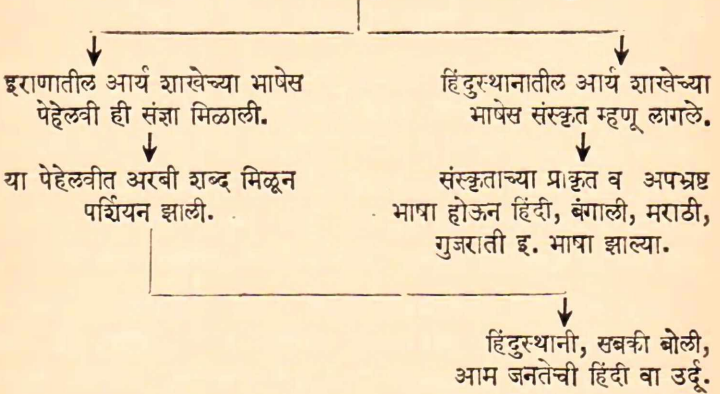 इराणातील आर्य शाखेच्या भाषेस
पेहेलवी ही संज्ञा मिळाली.
हिंदुस्थानातील आर्य शाखेच्या
भाषेस संस्कृत म्हणू लागले.
या पेहेलवीत अरबी शब्द मिळून
पर्शियन झाली.
संस्कृताच्या प्राकृत व अपभ्रष्ट
भाषा होऊन हिंदी, बंगाली, मराठी,
गुजराती इ. भाषा झाल्या.
हिंदुस्थानी, सबकी बोली,
आम जनतेची हिंदी वा उर्दू.